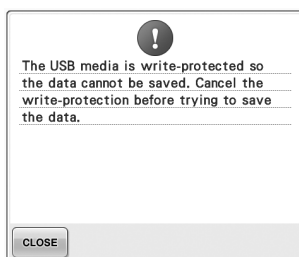 The USB media is write-protected so
the data cannot be saved. Cancel the
write-protection before trying to save
the data.
CLOSE